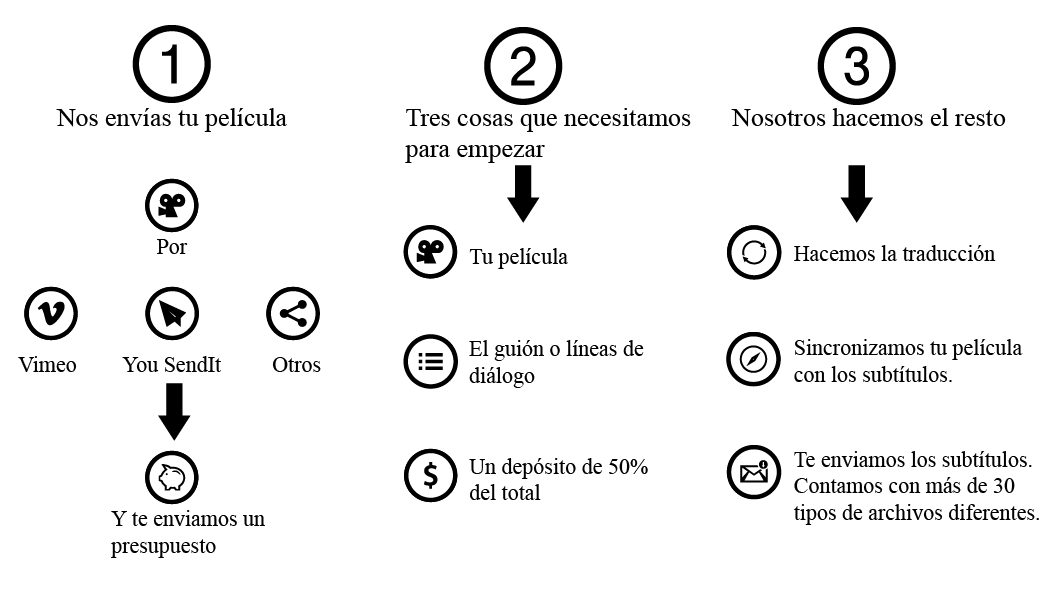 1
Nos envías tu película
Por
Vimeo
You SendIt
Otros
Y te enviamos un
presupuesto
2
Tres cosas que necesitamos
para empezar
Tu película
El guión o líneas de
diálogo
$
Un depósito de 50%
del total
3
Nosotros hacemos el resto
Hacemos la traducción
Sincronizamos tu película
con los subtítulos.
Te enviamos los subtítulos.
Contamos con más de 30
tipos de archivos diferentes.